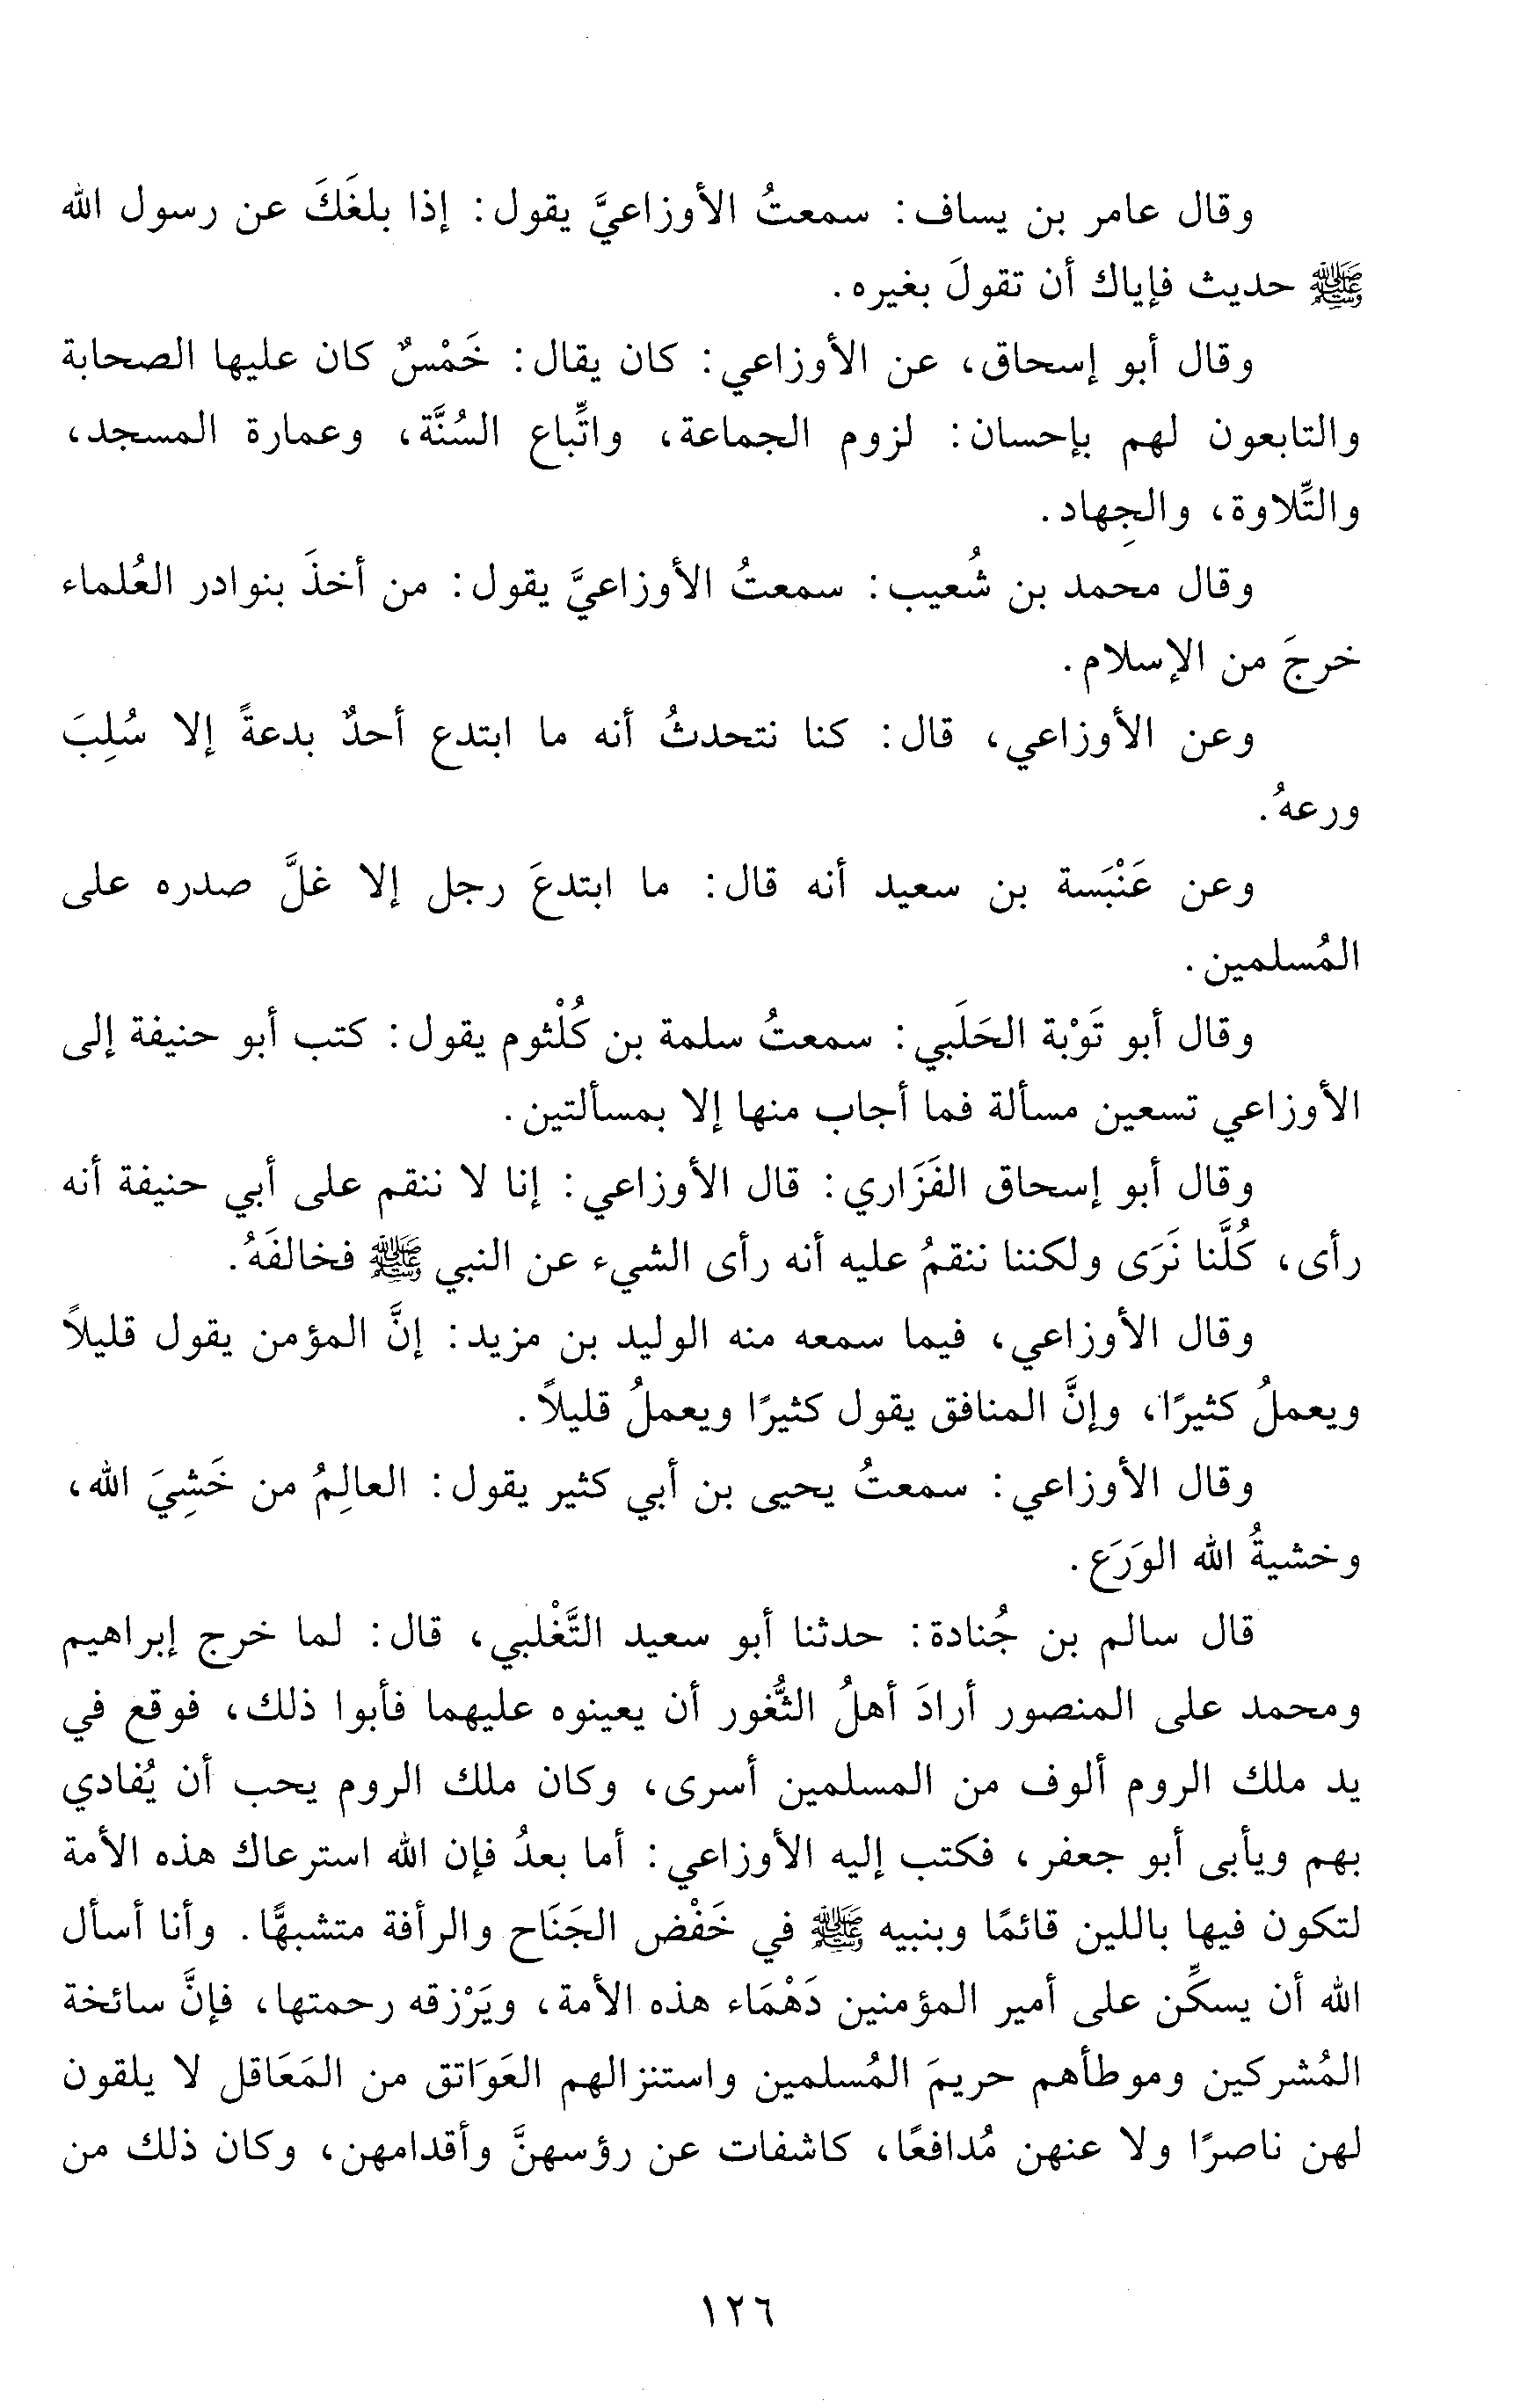 وقال عامر بن يساف: سمعتُ الأوزاعيَّ يقول: إذا بلغَكَ عن رسول الله
ﷺ حديث فإياك أن تقولَ بغيره.
وقال أبو إسحاق، عن الأوزاعي: كان يقال: خَمْسٌ كان عليها الصحابة
والتابعون لهم بإحسان: لزوم الجماعة، واتِّباع السُنَّة، وعمارة المسجد،
والتِّلاوة، والجِهاد.
وقال محمد بن شُعيب: سمعتُ الأوزاعيَّ يقول: من أخذَ بنوادر العُلماء
خرجَ من الإسلام.
وعن الأوزاعي، قال: كنا نتحدثُ أنه ما ابتدع أحدٌ بدعةً إلا سُلِبَ
ورعهُ.
وعن عَنْبَسة بن سعيد أنه قال: ما ابتدعَ رجل إلا غلَّ صدره على
المُسلمين.
وقال أبو تَوْبة الحَلَبي: سمعتُ سلمة بن كُلْثوم يقول: كتب أبو حنيفة إلى
الأوزاعي تسعين مسألة فما أجاب منها إلا بمسألتين.
وقال أبو إسحاق الفَزَاري: قال الأوزاعي: إنا لا ننقم على أبي حنيفة أنه
رأى، كُلَّنا نَرَى ولكننا ننقمُ عليه أنه رأى الشيء عن النبي ﷺ فخالفَهُ.
وقال الأوزاعي، فيما سمعه منه الوليد بن مزيد: إنَّ المؤمن يقول قليلاً
ويعملُ كثيرًا، وإنَّ المنافق يقول كثيرًا ويعملُ قليلاً.
وقال الأوزاعي: سمعتُ يحيى بن أبي كثير يقول: العالِمُ من خَشِيَ الله،
وخشيةُ الله الوَرَع.
قال سالم بن جُنادة: حدثنا أبو سعيد التَّغْلبي، قال: لما خرج إبراهيم
ومحمد على المنصور أرادَ أهلُ الثُّغور أن يعينوه عليهما فأبوا ذلك، فوقع في
يد ملك الروم ألوف من المسلمين أسرى، وكان ملك الروم يحب أن يُفادي
بهم ويأبى أبو جعفر، فكتب إليه الأوزاعي: أما بعدُ فإن الله استرعاك هذه الأمة
لتكون فيها باللين قائمًا وبنبيه ﷺ في خَفْض الجَنَاح والرأفة متشبهًّا. وأنا أسأل
الله أن يسكِّن على أمير المؤمنين دَهْمَاء هذه الأمة، ويَرْزقه رحمتها، فإنَّ سائخة
المُشركين وموطأهم حريمَ المُسلمين واستنزالهم العَوَاتق من المَعَاقل لا يلقون
لهن ناصرًا ولا عنهن مُدافعًا، كاشفات عن رؤسهنَّ وأقدامهن، وكان ذلك من
١٢٦